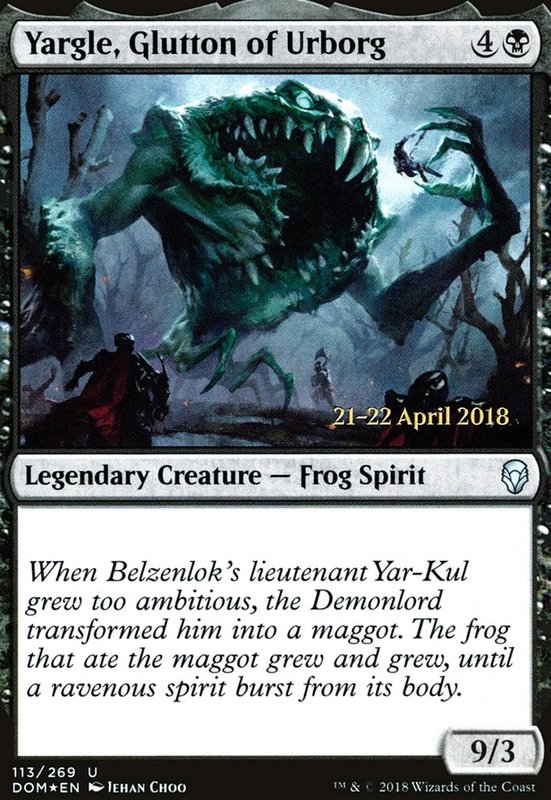 Yargle, Glutton of Urborg 4
21–22 April 2018
Legendary Creature — Frog Spirit
When Belzenlok's lieutenant Yar-Kul
grew too ambitious, the Demonlord
transformed him into a maggot. The frog
that ate the maggot grew and grew, until
a ravenous spirit burst from its body.
9/3
113/269 U
DOM★EN Jehan Choo
™ & © 2018 Wizards of the Coast